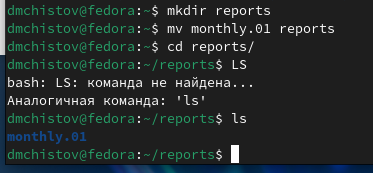 dmchistov@fedora:~$ mkdir reports
dmchistov@fedora:~$ mv monthly.01 reports
dmchistov@fedora:~$ cd reports/
dmchistov@fedora:~/reports$ LS
bash: LS: команда не найдена...
Аналогичная команда: 'ls'
dmchistov@fedora:~/reports$ ls
monthly.01
dmchistov@fedora:~/reports$